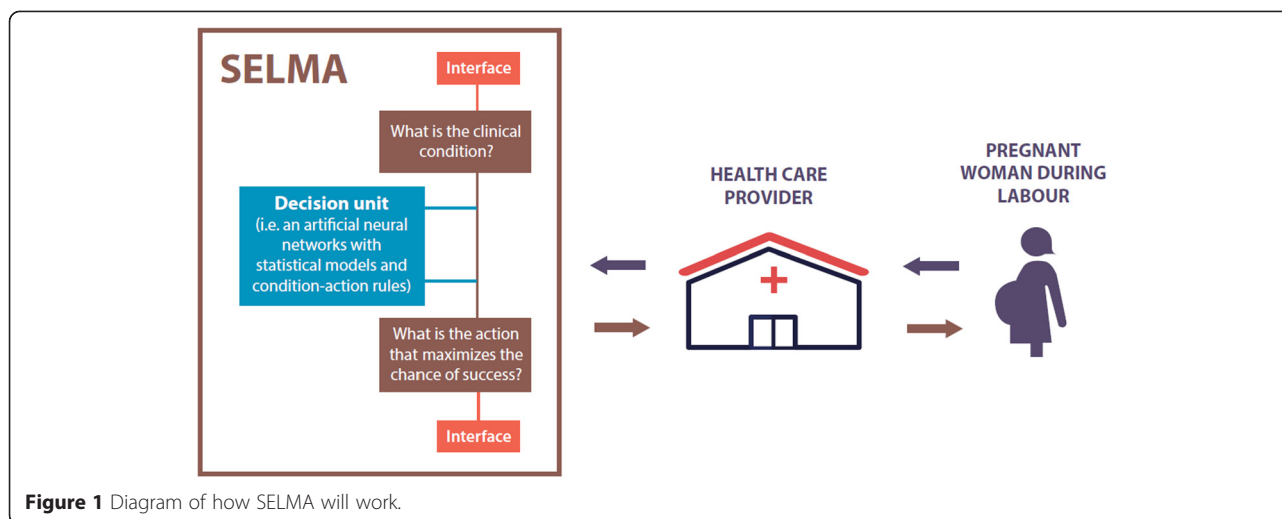 SELMA
Interface
What is the clinical
condition?
Decision unit
(i.e. an artificial neural
networks with
statistical models and
condition-action rules)
What is the action
that maximizes the
chance of success?
Interface
HEALTH CARE
PROVIDER
PREGNANT
WOMAN DURING
LABOUR
Figure 1 Diagram of how SELMA will work.